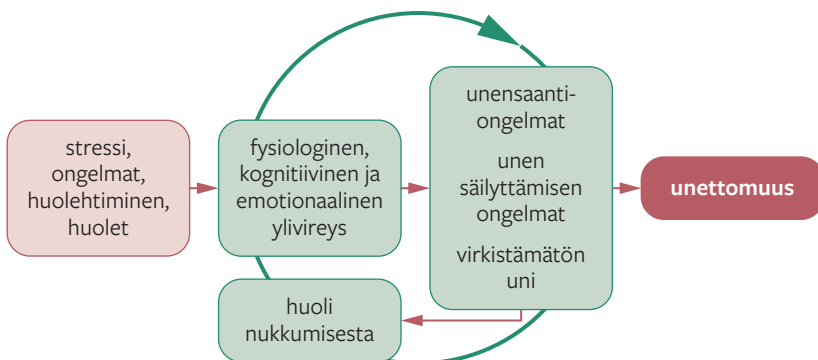 stressi,
ongelmat,
huolehtiminen,
huolet
fysiologinen,
kognitiivinen ja
emotionaalinen
ylivireys
unensaanti-
ongelmat
unen
säilyttämisen
ongelmat
virkistämätön
uni
unettomuus
huoli
nukkumisesta